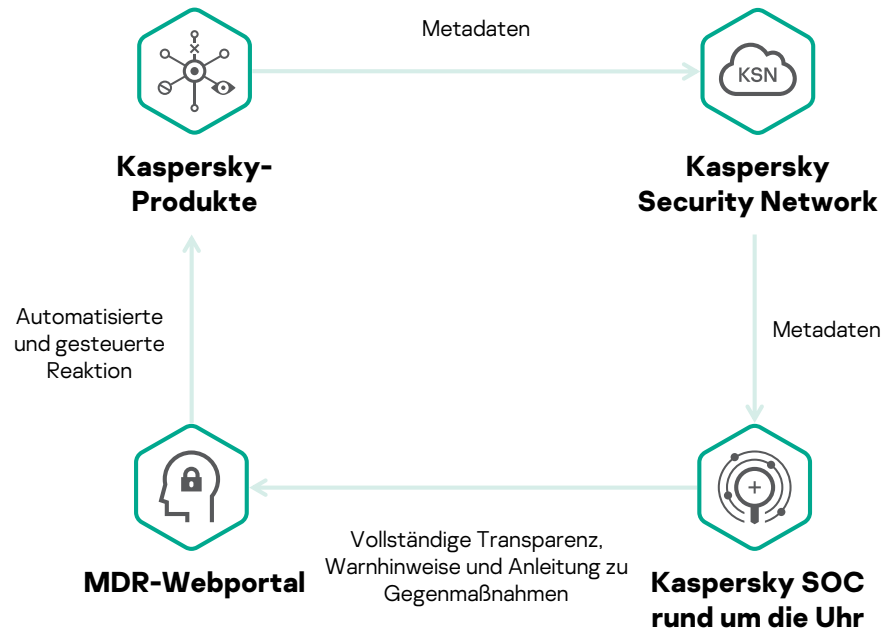 Metadaten
KSN
Kaspersky-
Produkte
Kaspersky
Security Network
Automatisierte
und gesteuerte
Reaktion
Metadaten
Vollständige Transparenz,
Warnhinweise und Anleitung zu
Gegenmaßnahmen
MDR-Webportal
Kaspersky SOC
rund um die Uhr